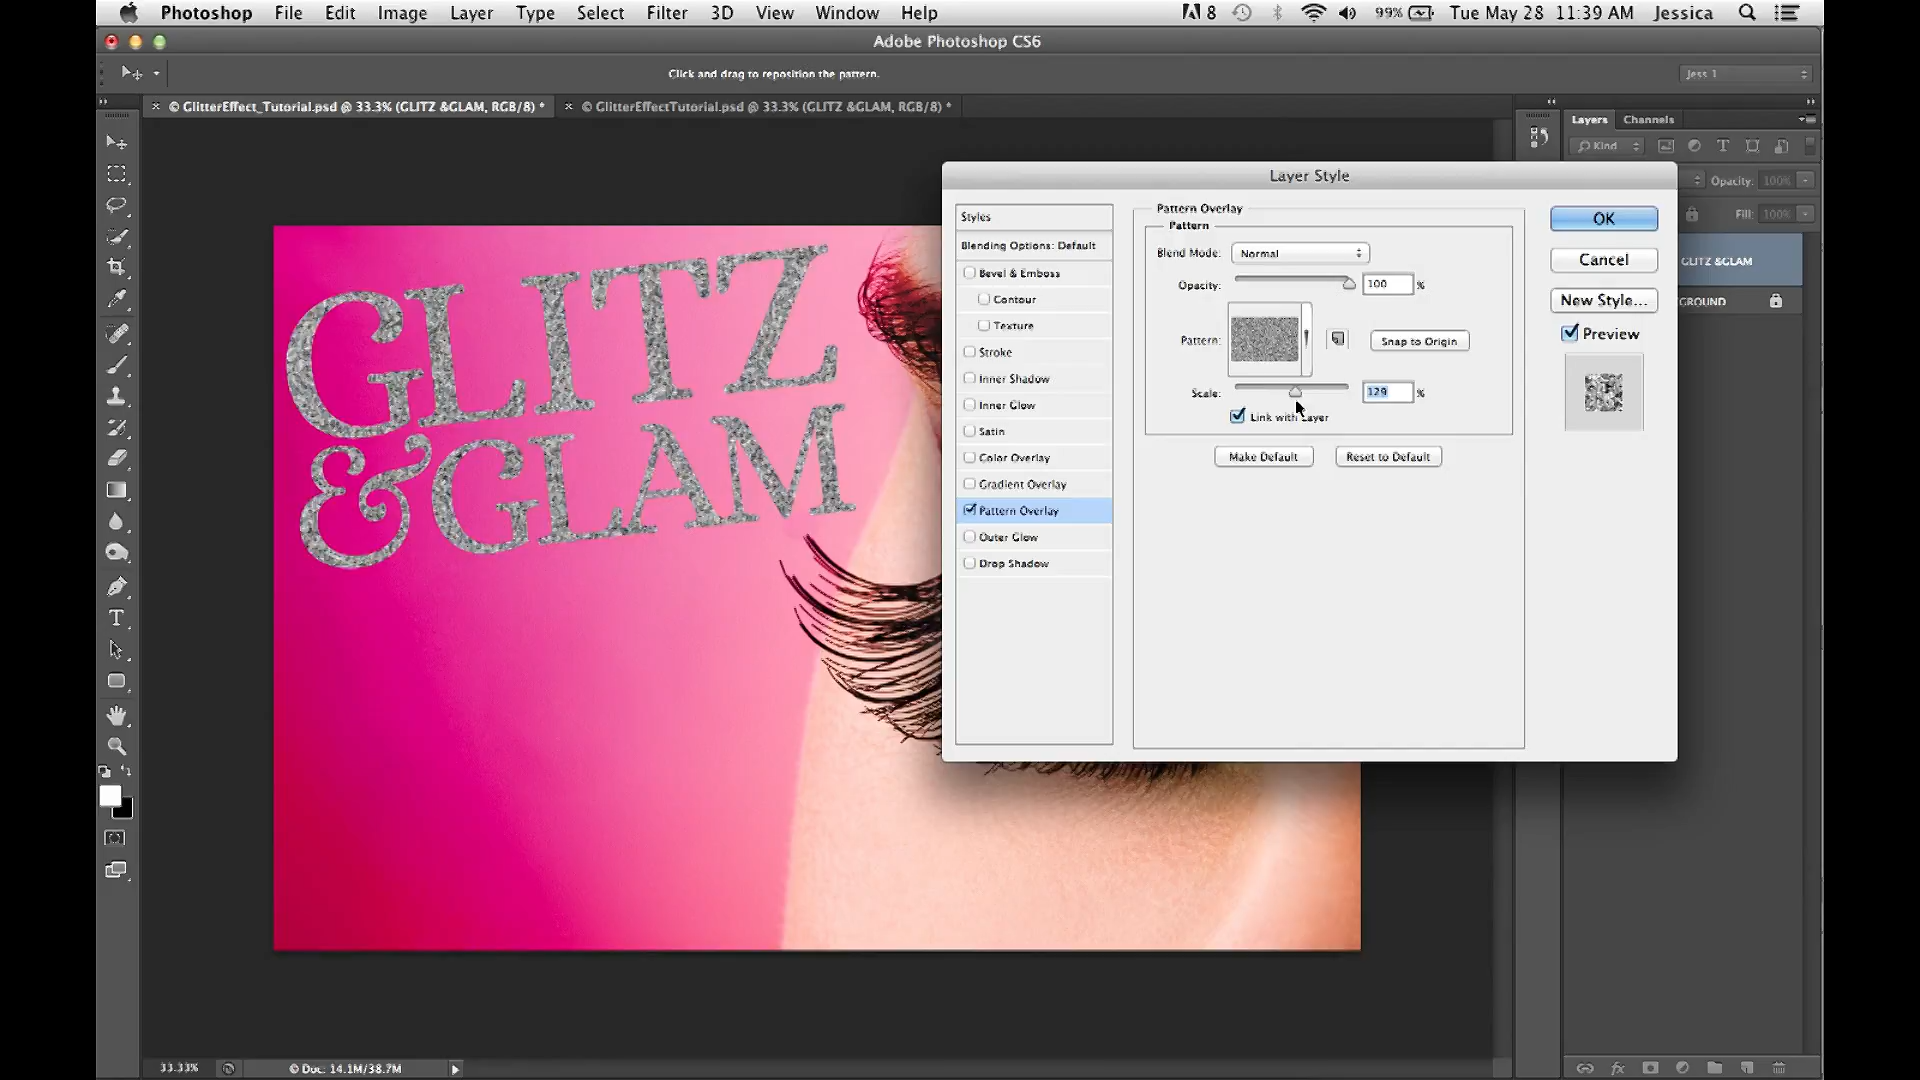 Photoshop File Edit Image Layer Type Select Filter 3D View Window Help 8 99% Tue May 28 11:39 AM Jessica
Adobe Photoshop CS6
Click and drag to reposition the pattern.
Jess 1
× © GlitterEffect_Tutorial.psd @ 33.3% (GLITZ &GLAM, RGB/8) *
× © GlitterEffectTutorial.psd @ 33.3% (GLITZ &GLAM, RGB/8) *
Layers Channels
Kind
Opacity: 100%
Fill: 100%
GLITZ &GLAM
GROUND
GLITZ
&GLAM
Layer Style
Styles
Blending Options: Default
Bevel & Emboss
Contour
Texture
Stroke
Inner Shadow
Inner Glow
Satin
Color Overlay
Gradient Overlay
Pattern Overlay
Outer Glow
Drop Shadow
Pattern Overlay
Pattern
Blend Mode: Normal
Opacity: 100 %
Pattern: Snap to Origin
Scale: 129 %
Link with Layer
Make Default Reset to Default
OK
Cancel
New Style...
Preview
33.33% © Doc: 14.1M/38.7M